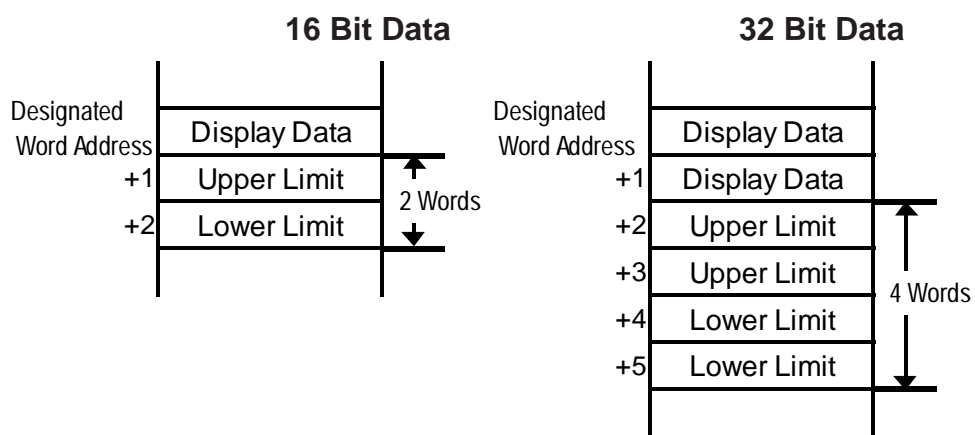 16 Bit Data
Designated
Word Address
Display Data
+1
Upper Limit
+2
Lower Limit
2 Words
32 Bit Data
Designated
Word Address
Display Data
+1
Display Data
+2
Upper Limit
+3
Upper Limit
+4
Lower Limit
+5
Lower Limit
4 Words